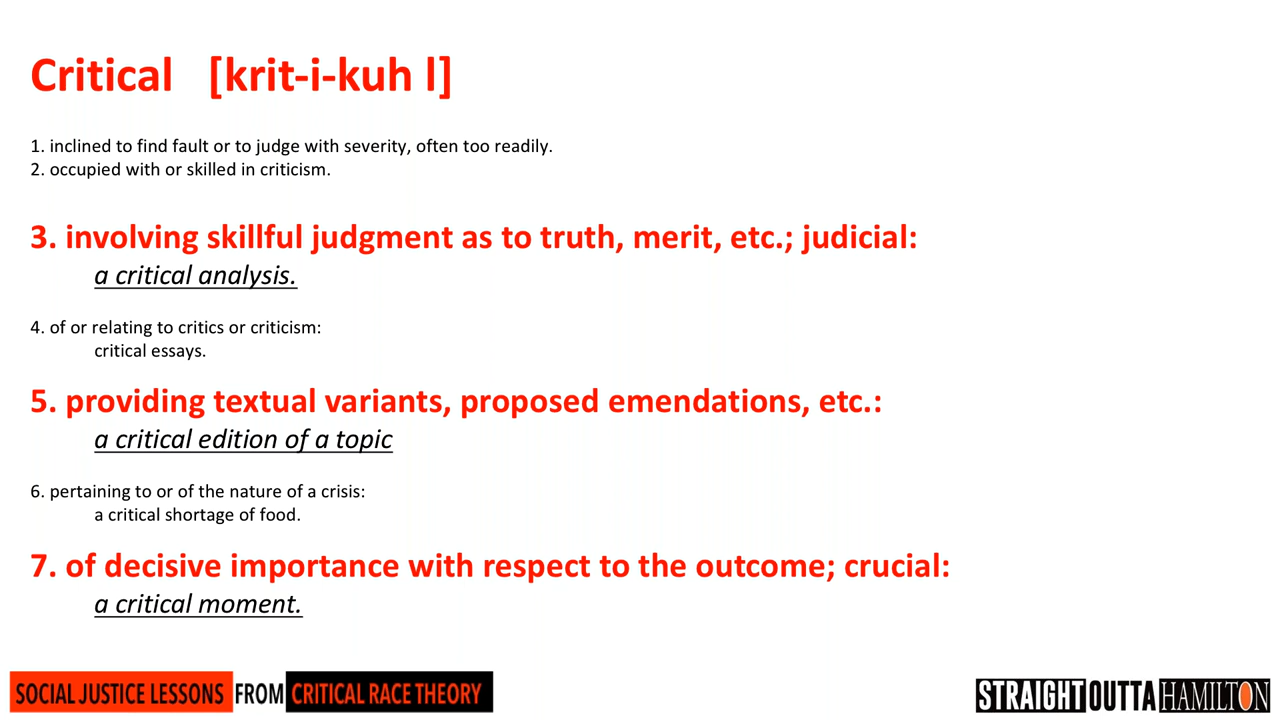 Critical [krit-i-kuh l]
1. inclined to find fault or to judge with severity, often too readily.
2. occupied with or skilled in criticism.
3. involving skillful judgment as to truth, merit, etc.; judicial:
a critical analysis.
4. of or relating to critics or criticism:
critical essays.
5. providing textual variants, proposed emendations, etc.:
a critical edition of a topic
6. pertaining to or of the nature of a crisis:
a critical shortage of food.
7. of decisive importance with respect to the outcome; crucial:
a critical moment.
SOCIAL JUSTICE LESSONS FROM CRITICAL RACE THEORY
STRAIGHT OUTTA HAMILTON